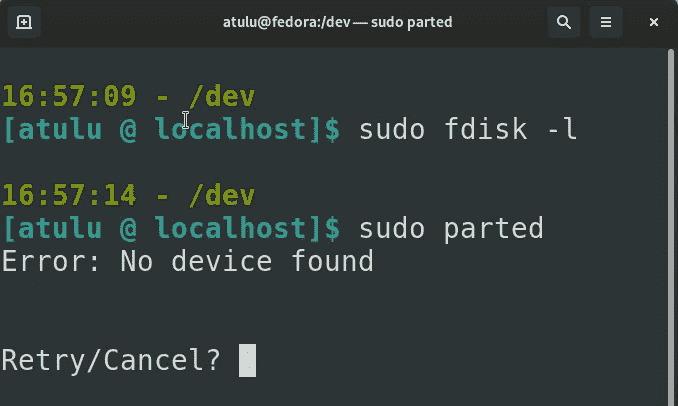 atulu@fedora:/dev — sudo parted
16:57:09 - /dev
[atulu @ localhost]$ sudo fdisk -l
16:57:14 - /dev
[atulu @ localhost]$ sudo parted
Error: No device found
Retry/Cancel?